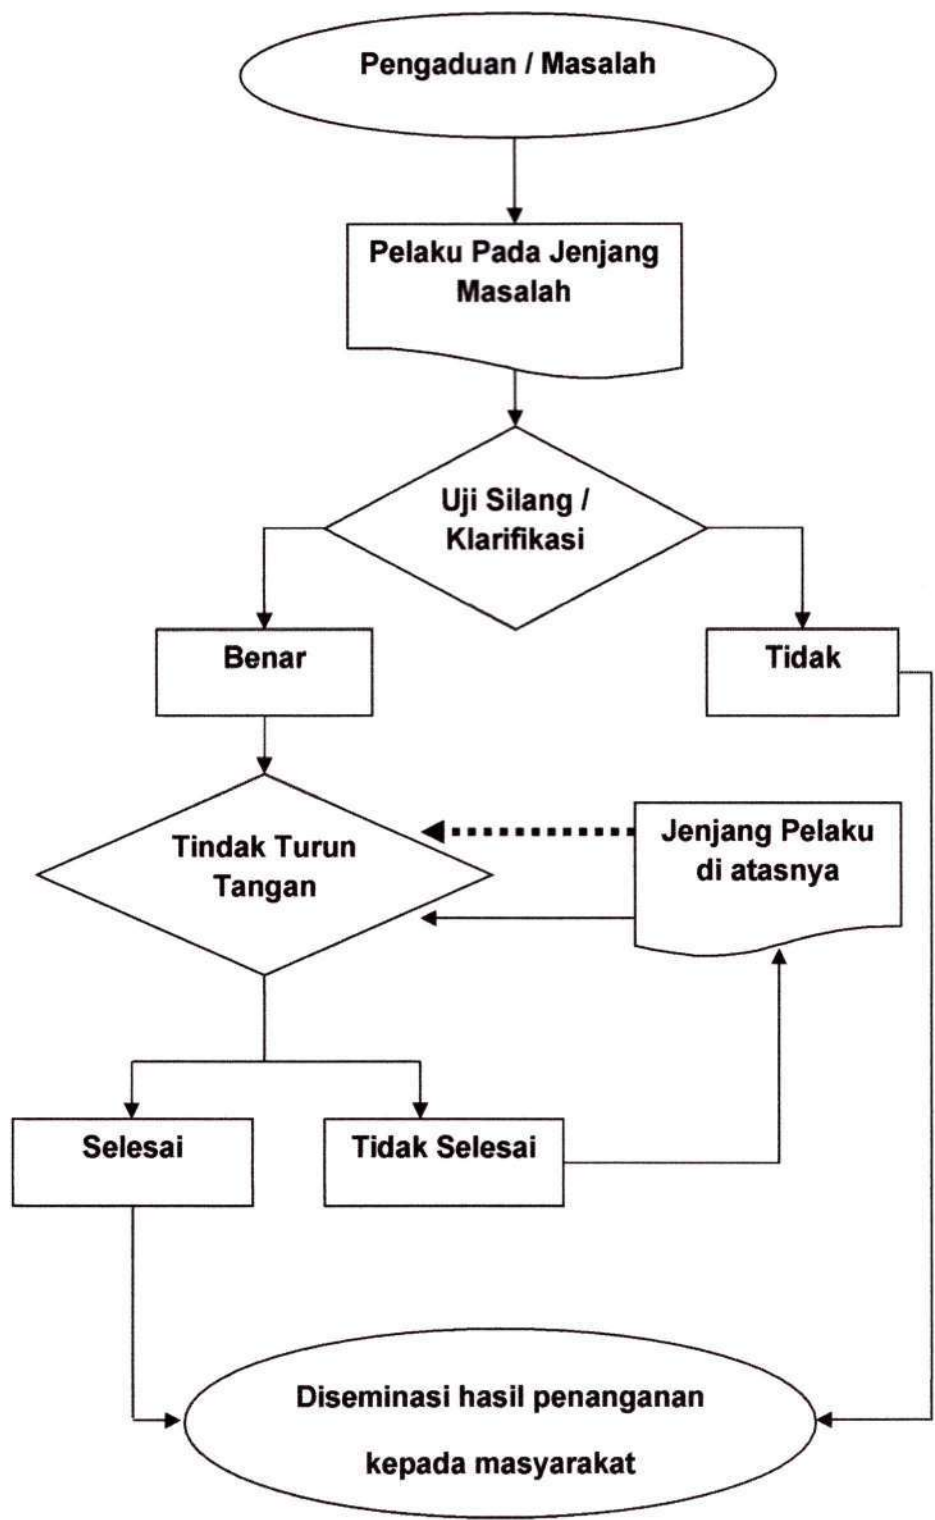 Pengaduan / Masalah
Pelaku Pada Jenjang
Masalah
Uji Silang /
Klarifikasi
Benar
Tidak
Tindak Turun
Tangan
Jenjang Pelaku
di atasnya
Selesai
Tidak Selesai
Diseminasi hasil penanganan
kepada masyarakat